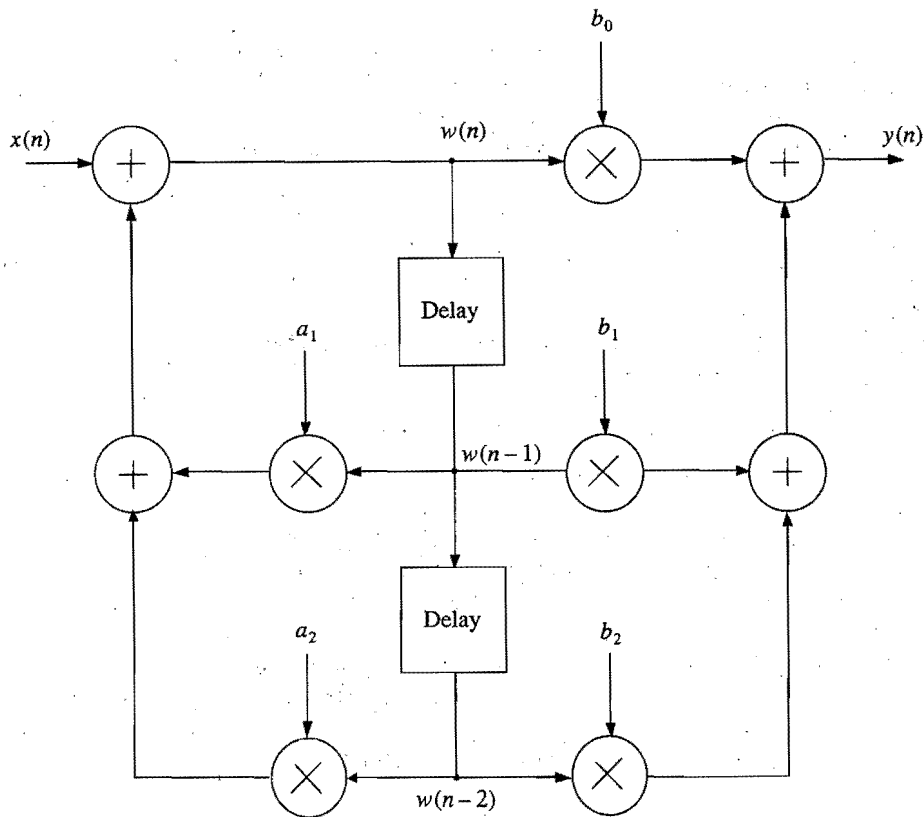 b₀
x(n)
w(n)
y(n)
+
×
+
Delay
a₁
b₁
+
×
w(n−1)
×
+
Delay
a₂
b₂
×
w(n−2)
×